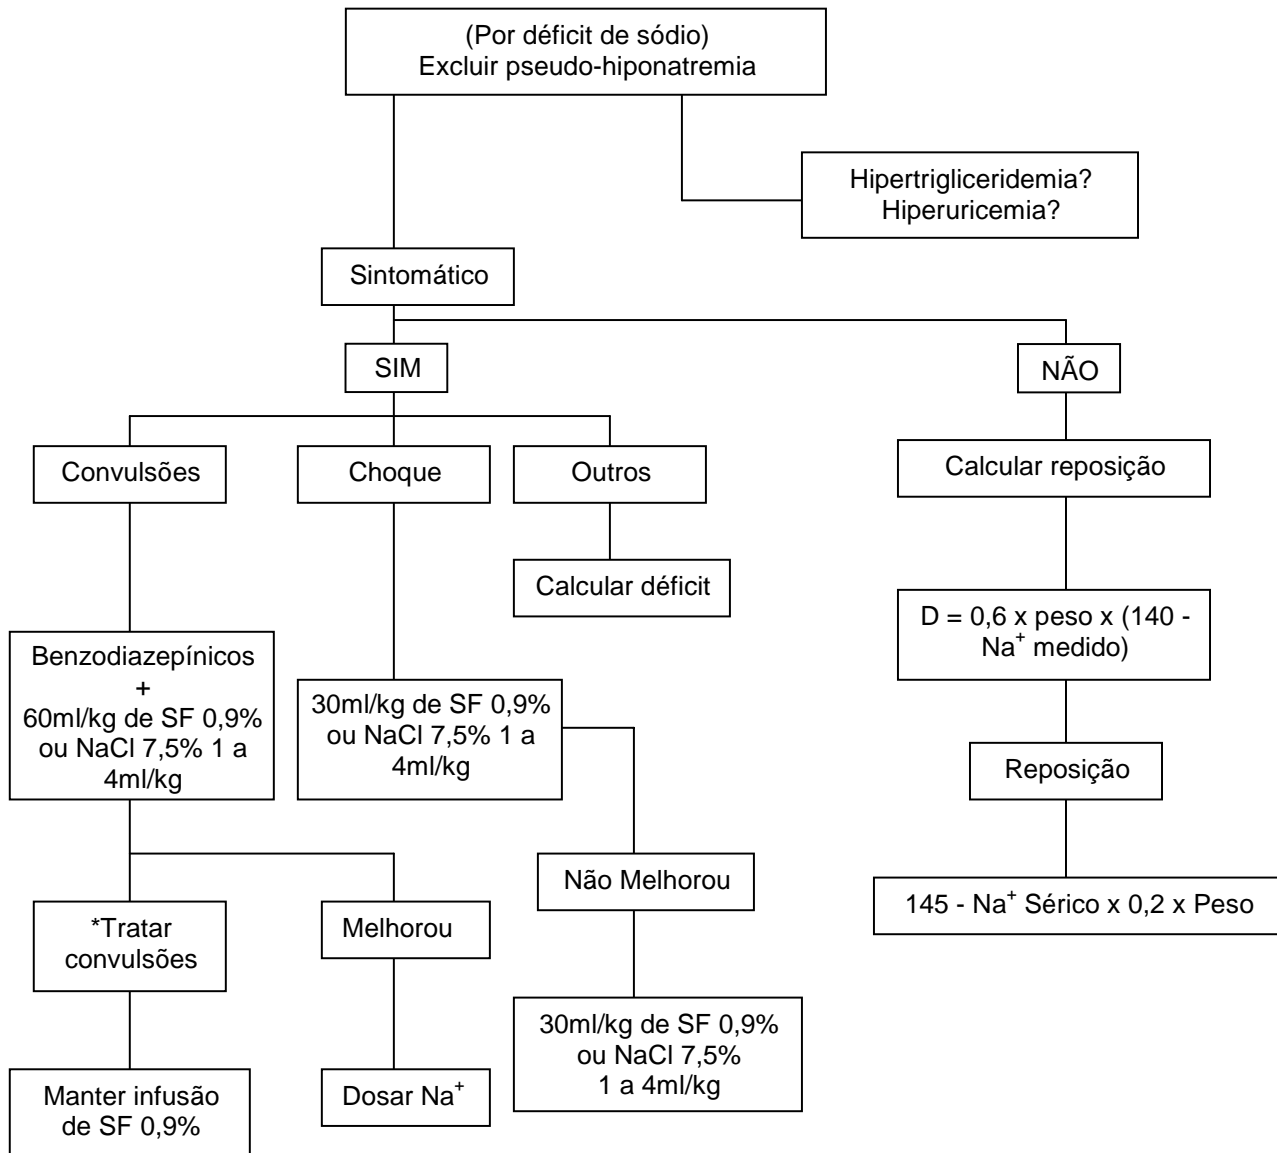 (Por déficit de sódio)
Excluir pseudo-hiponatremia
Hipertrigliceridemia?
Hiperuricemia?
Sintomático
SIM
NÃO
Convulsões
Choque
Outros
Calcular reposição
Calcular déficit
D = 0,6 x peso x (140 -
Na⁺ medido)
Benzodiazepínicos
+
60ml/kg de SF 0,9%
ou NaCl 7,5% 1 a
4ml/kg
30ml/kg de SF 0,9%
ou NaCl 7,5% 1 a
4ml/kg
Reposição
Não Melhorou
145 - Na⁺ Sérico x 0,2 x Peso
*Tratar
convulsões
Melhorou
30ml/kg de SF 0,9%
ou NaCl 7,5%
1 a 4ml/kg
Manter infusão
de SF 0,9%
Dosar Na⁺